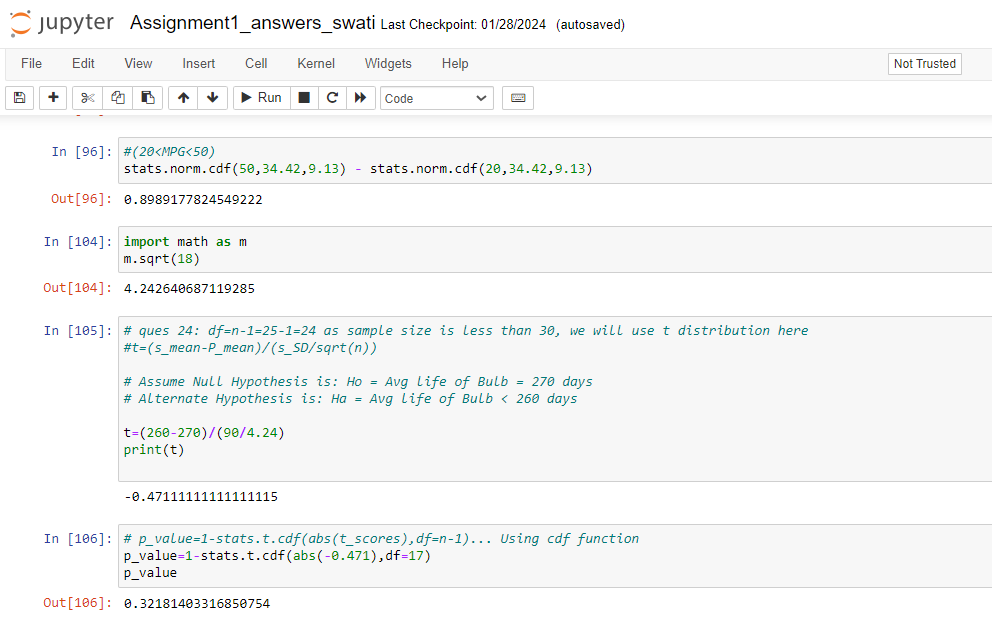 jupyter Assignment1_answers_swati Last Checkpoint: 01/28/2024 (autosaved)
File Edit View Insert Cell Kernel Widgets Help Not Trusted
Run Code
In [96]: #(20<MPG<50)
stats.norm.cdf(50,34.42,9.13) - stats.norm.cdf(20,34.42,9.13)
Out[96]: 0.8989177824549222
In [104]: import math as m
m.sqrt(18)
Out[104]: 4.242640687119285
In [105]: # ques 24: df=n-1=25-1=24 as sample size is less than 30, we will use t distribution here
#t=(s_mean-P_mean)/(s_SD/sqrt(n))
# Assume Null Hypothesis is: Ho = Avg life of Bulb = 270 days
# Alternate Hypothesis is: Ha = Avg life of Bulb < 260 days
t=(260-270)/(90/4.24)
print(t)
-0.47111111111111115
In [106]: # p_value=1-stats.t.cdf(abs(t_scores),df=n-1)... Using cdf function
p_value=1-stats.t.cdf(abs(-0.471),df=17)
p_value
Out[106]: 0.32181403316850754